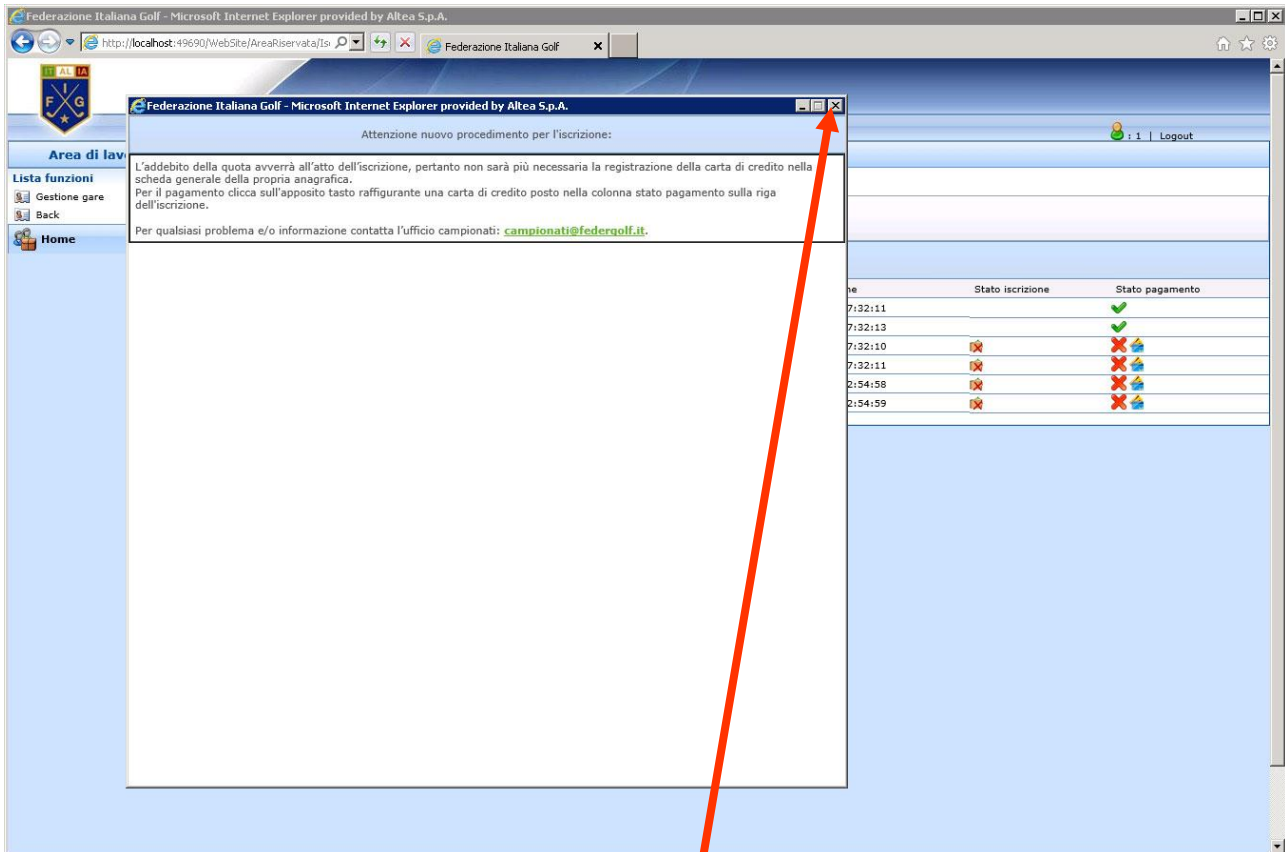 Federazione Italiana Golf - Microsoft Internet Explorer provided by Altea S.p.A.
http://localhost:49690/WebSite/AreaRiservata/Is
Federazione Italiana Golf
IT AL IA
F I G
Federazione Italiana Golf - Microsoft Internet Explorer provided by Altea S.p.A.
Attenzione nuovo procedimento per l'iscrizione:
: 1 | Logout
Area di lav
L'addebito della quota avverrà all'atto dell'iscrizione, pertanto non sarà più necessaria la registrazione della carta di credito nella
scheda generale della propria anagrafica.
Per il pagamento clicca sull'apposito tasto raffigurante una carta di credito posto nella colonna stato pagamento sulla riga
dell'iscrizione.
Per qualsiasi problema e/o informazione contatta l'ufficio campionati: campionati@federgolf.it.
Lista funzioni
Gestione gare
Back
Home
ne Stato iscrizione Stato pagamento
7:32:11
7:32:13
7:32:10
7:32:11
2:54:58
2:54:59